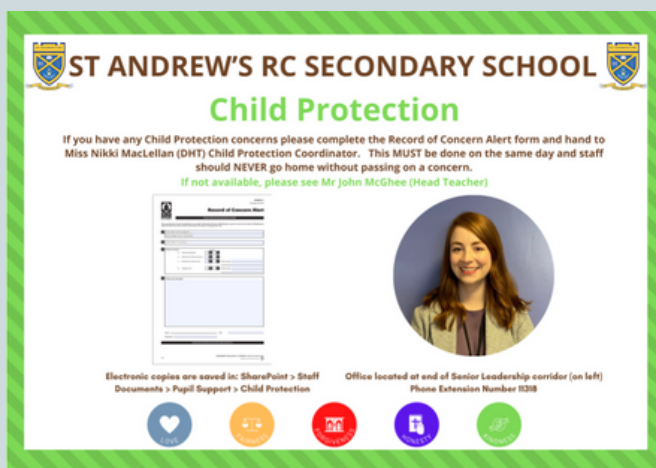 ST ANDREW'S RC SECONDARY SCHOOL
Child Protection
If you have any Child Protection concerns please complete the Record of Concern Alert form and hand to
Miss Nikki MacLellan (DHT) Child Protection Coordinator. This MUST be done on the same day and staff
should NEVER go home without passing on a concern.
If not available, please see Mr John McGhee (Head Teacher)
Record of Concern Alert
Electronic copies are saved in: SharePoint > Staff
Documents > Pupil Support > Child Protection
Office located at end of Senior Leadership corridor (on left)
Phone Extension Number 11318
LOVE
FAIRNESS
FORGIVENESS
HONESTY
KINDNESS